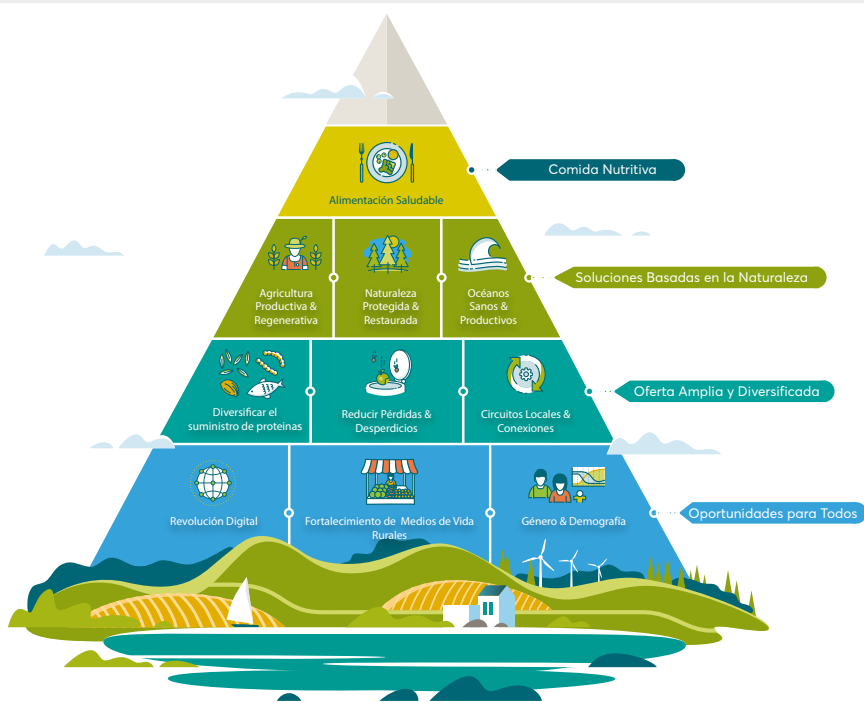 Alimentación Saludable
Comida Nutritiva
Agricultura
Productiva &
Regenerativa
Naturaleza
Protegida &
Restaurada
Océanos
Sanos &
Productivos
Soluciones Basadas en la Naturaleza
Diversificar el
suministro de proteinas
Reducir Pérdidas &
Desperdicios
Circuitos Locales &
Conexiones
Oferta Amplia y Diversificada
Revolución Digital
Fortalecimiento de Medios de Vida
Rurales
Género & Demografía
Oportunidades para Todos